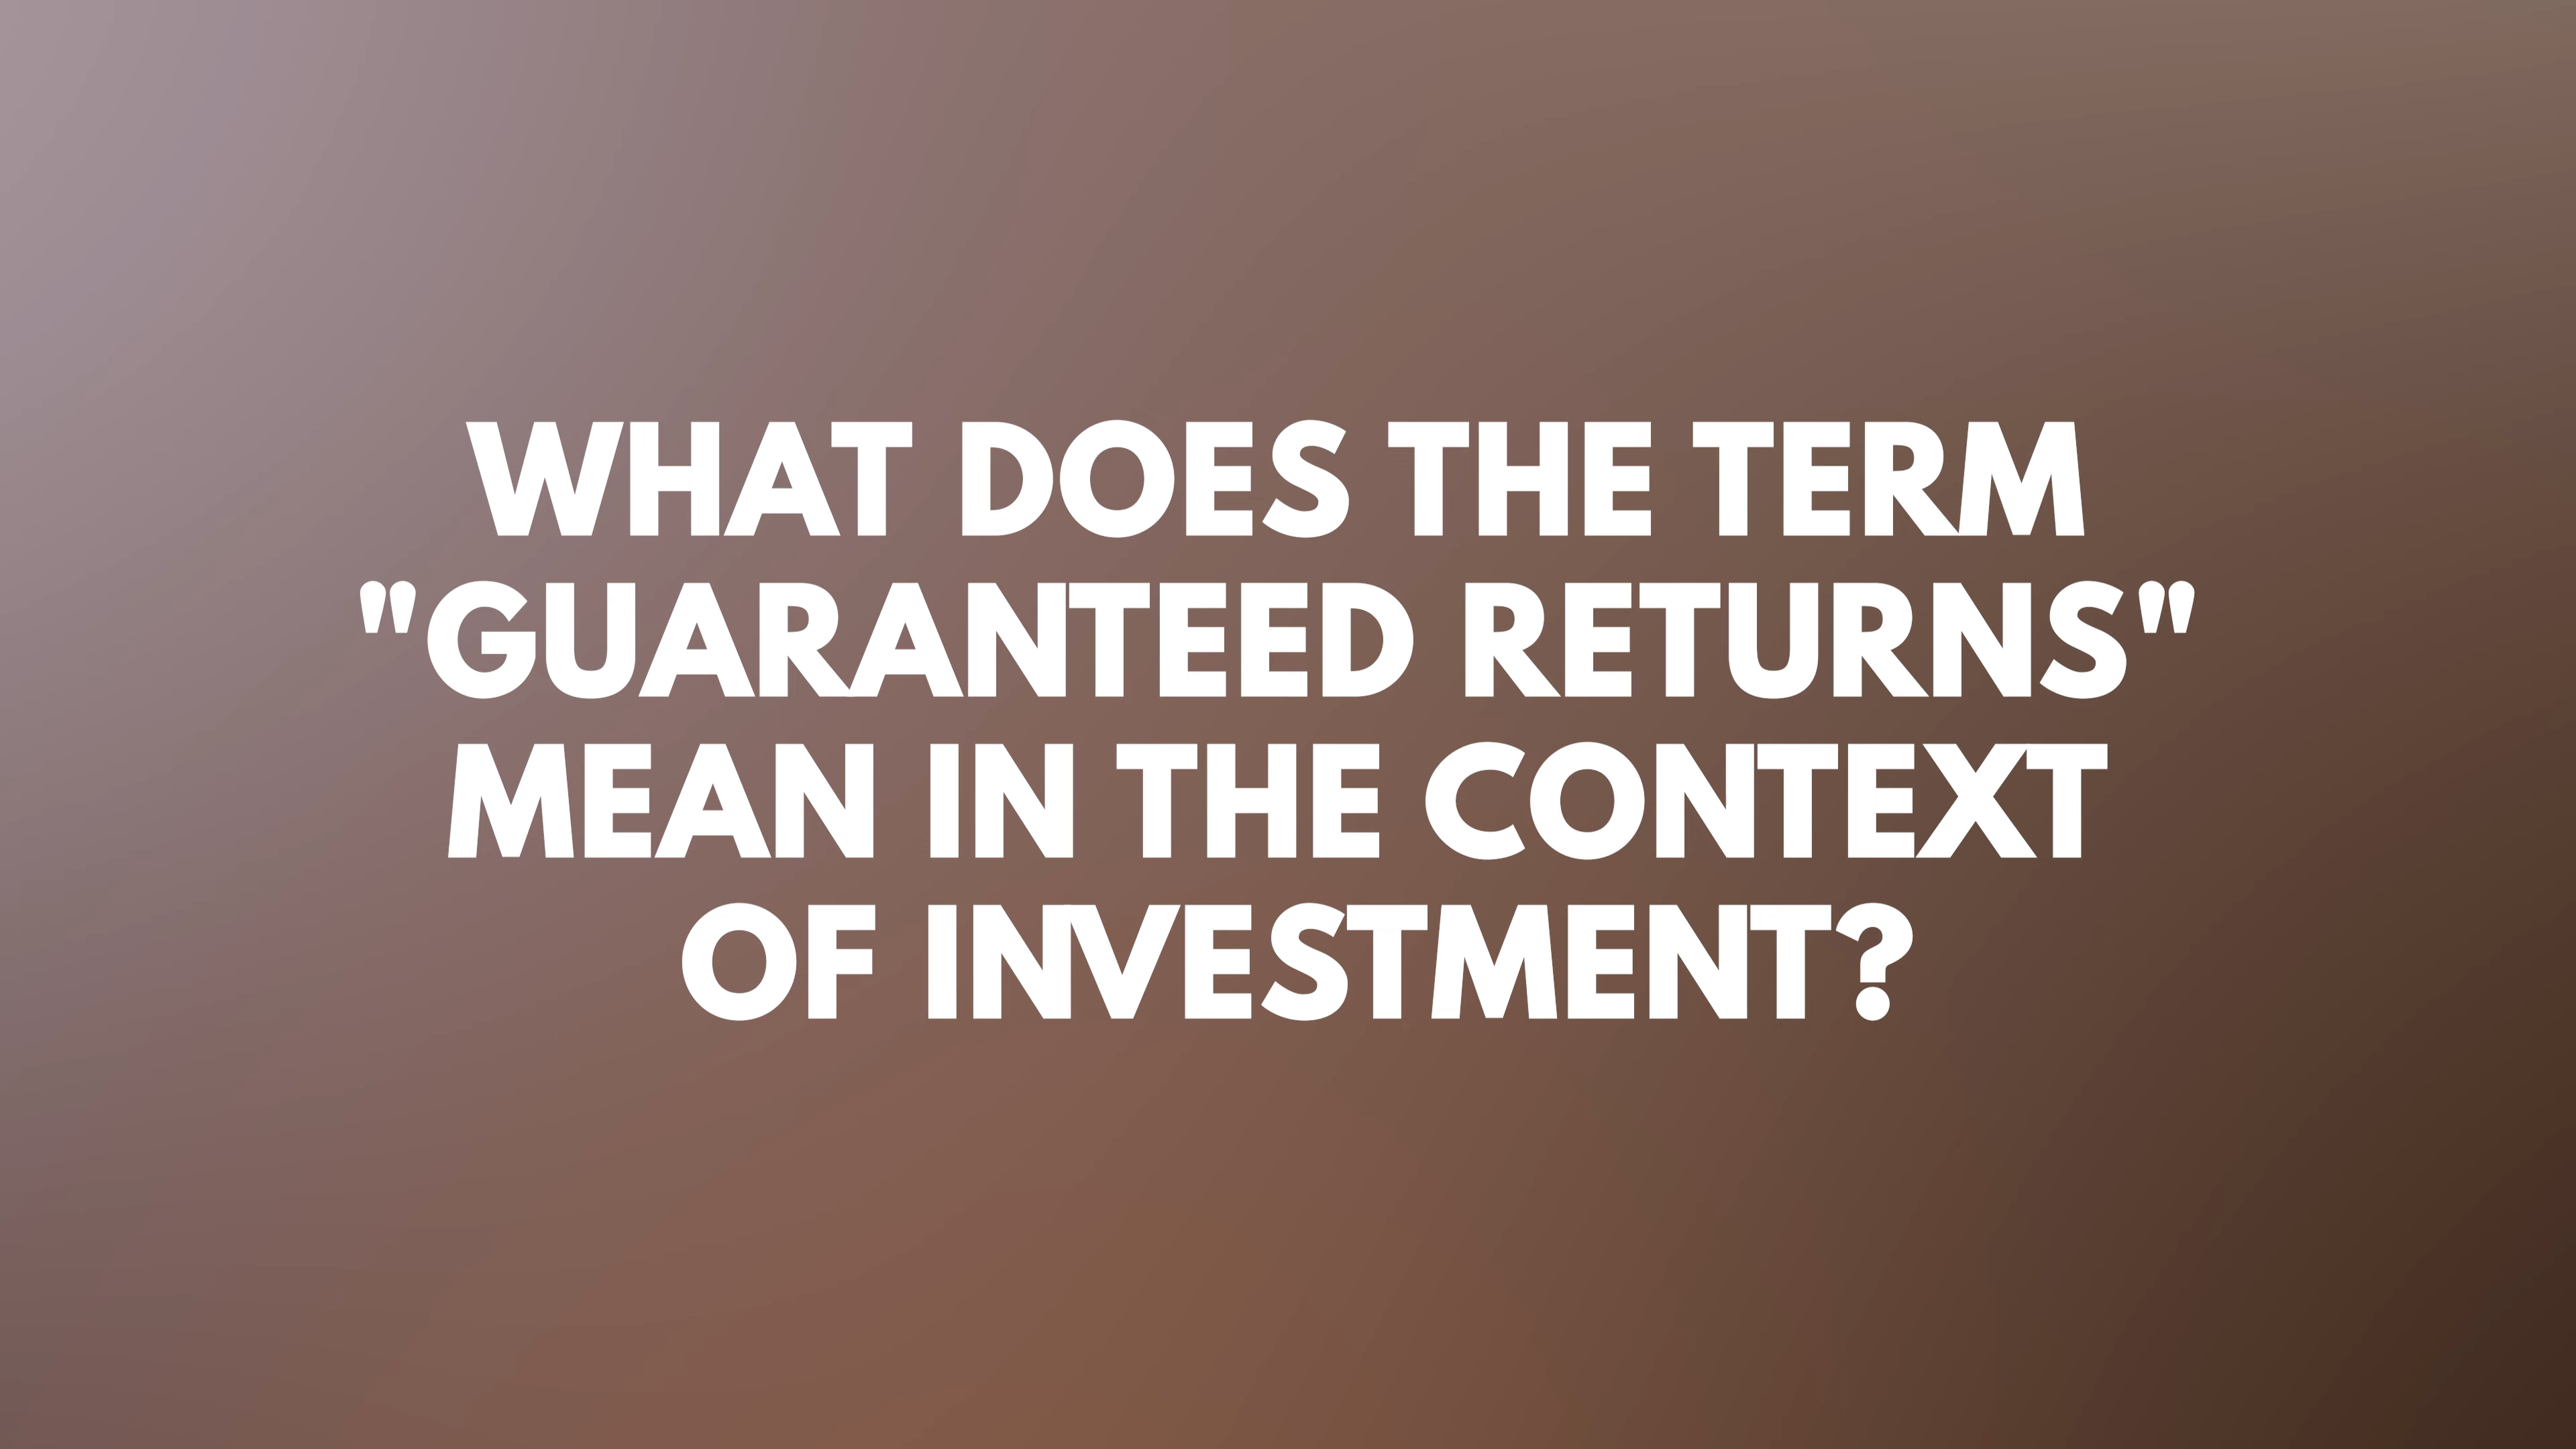 WHAT DOES THE TERM
"GUARANTEED RETURNS"
MEAN IN THE CONTEXT
OF INVESTMENT?